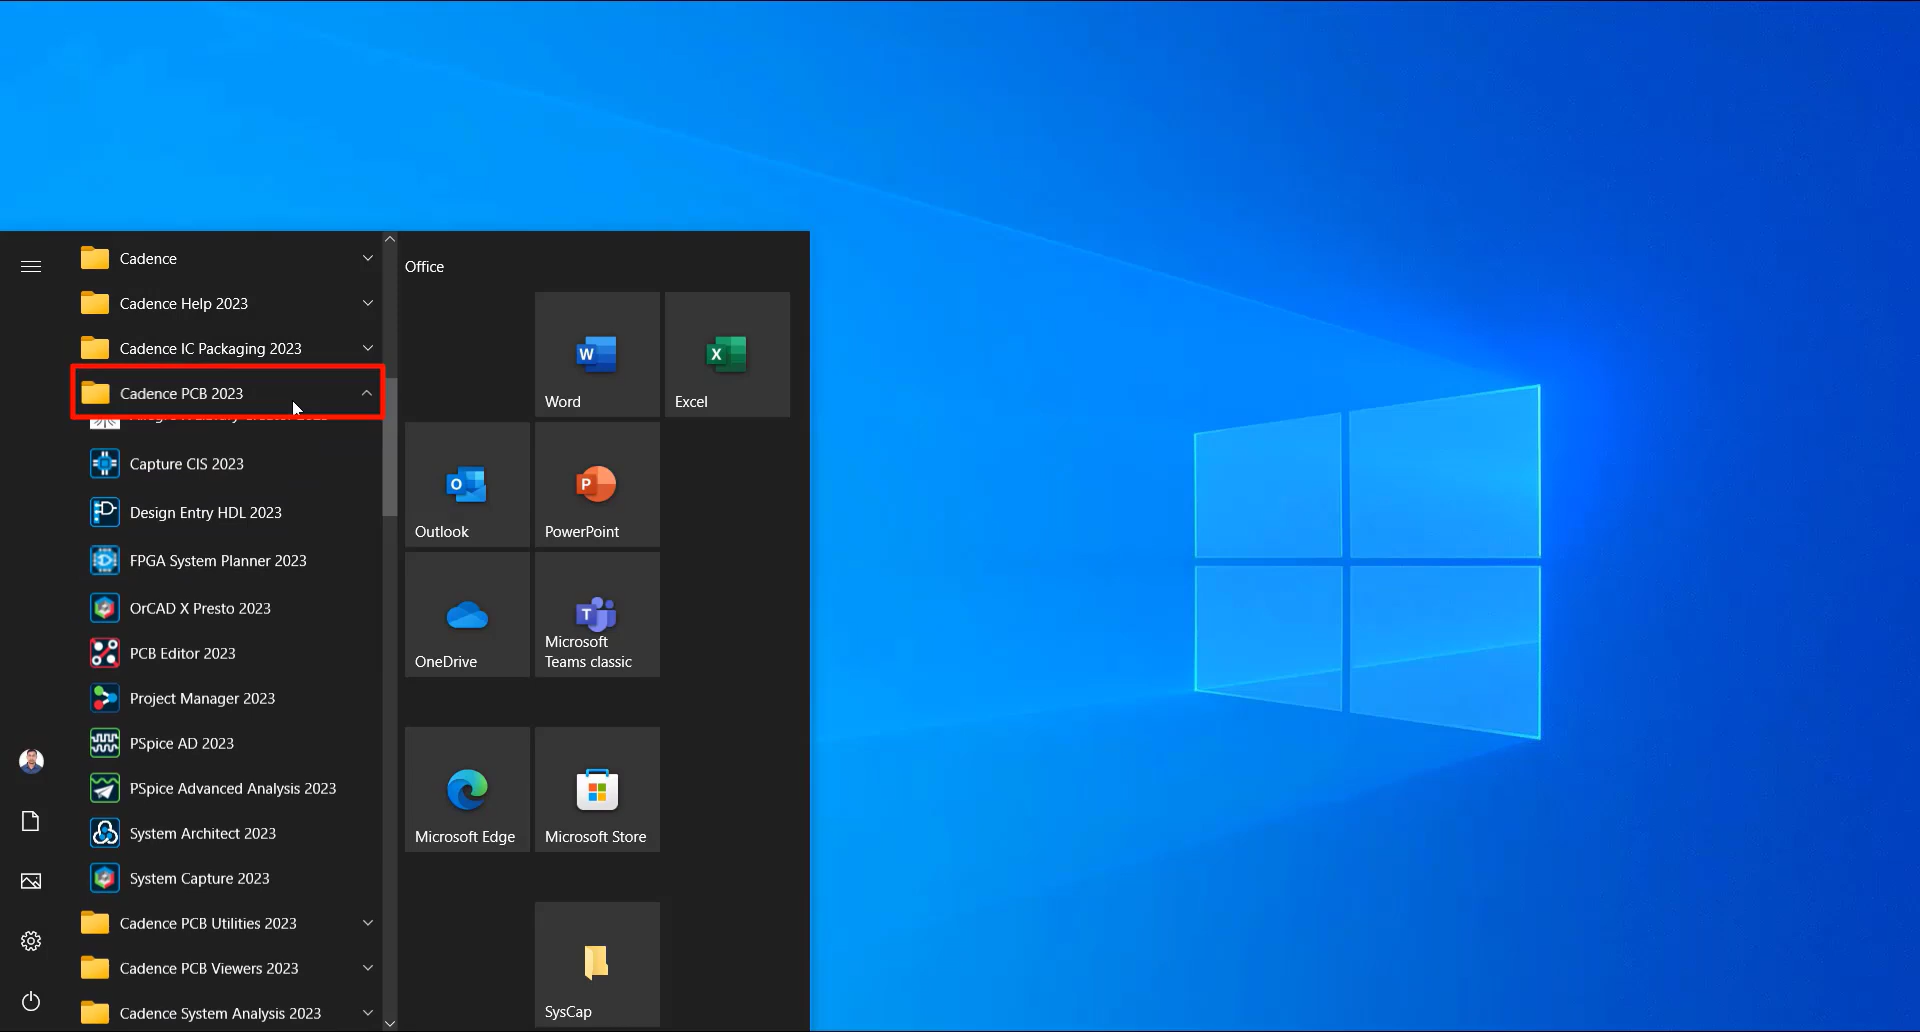 Cadence
Cadence Help 2023
Cadence IC Packaging 2023
Cadence PCB 2023
Capture CIS 2023
Design Entry HDL 2023
FPGA System Planner 2023
OrCAD X Presto 2023
PCB Editor 2023
Project Manager 2023
PSpice AD 2023
PSpice Advanced Analysis 2023
System Architect 2023
System Capture 2023
Cadence PCB Utilities 2023
Cadence PCB Viewers 2023
Cadence System Analysis 2023
Office
Word
Excel
Outlook
PowerPoint
OneDrive
Microsoft
Teams classic
Microsoft Edge
Microsoft Store
SysCap